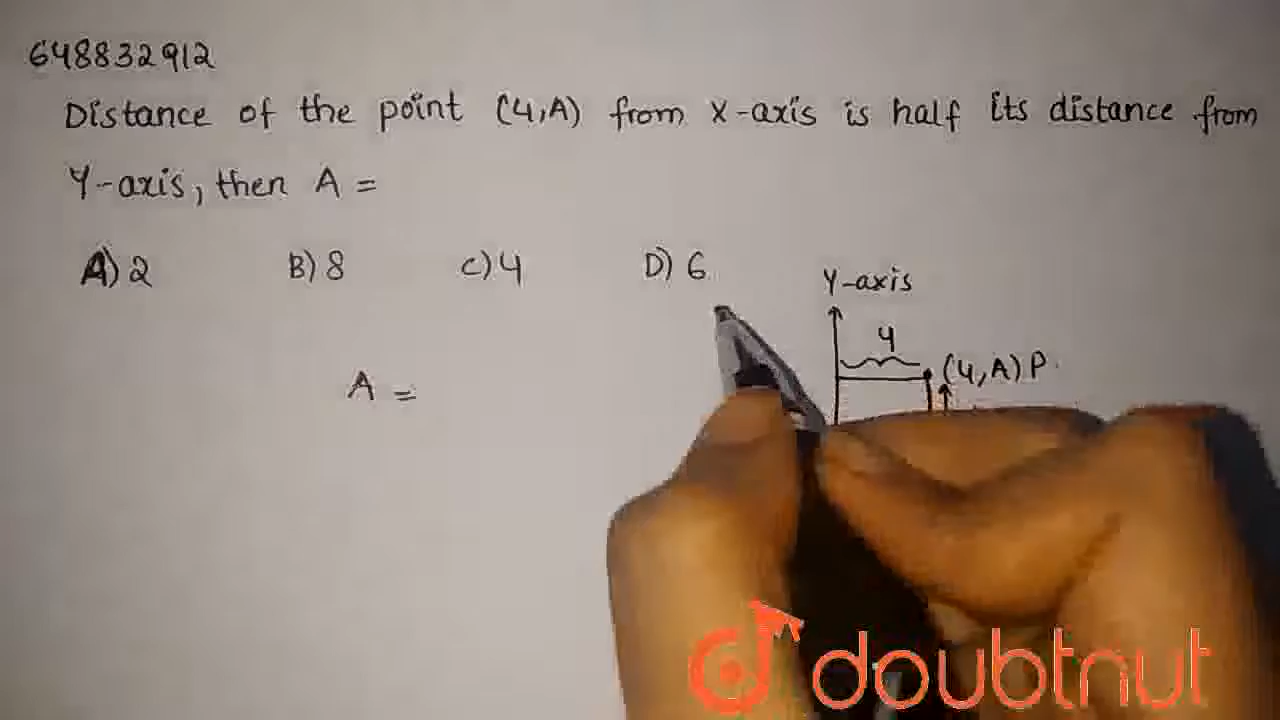 648832912
Distance of the point (4,A) from X-axis is half its distance from
Y-axis, then A =
A) 2 B) 8 C) 4 D) 6
Y-axis
4
(4,A) P
A =
doubtnut